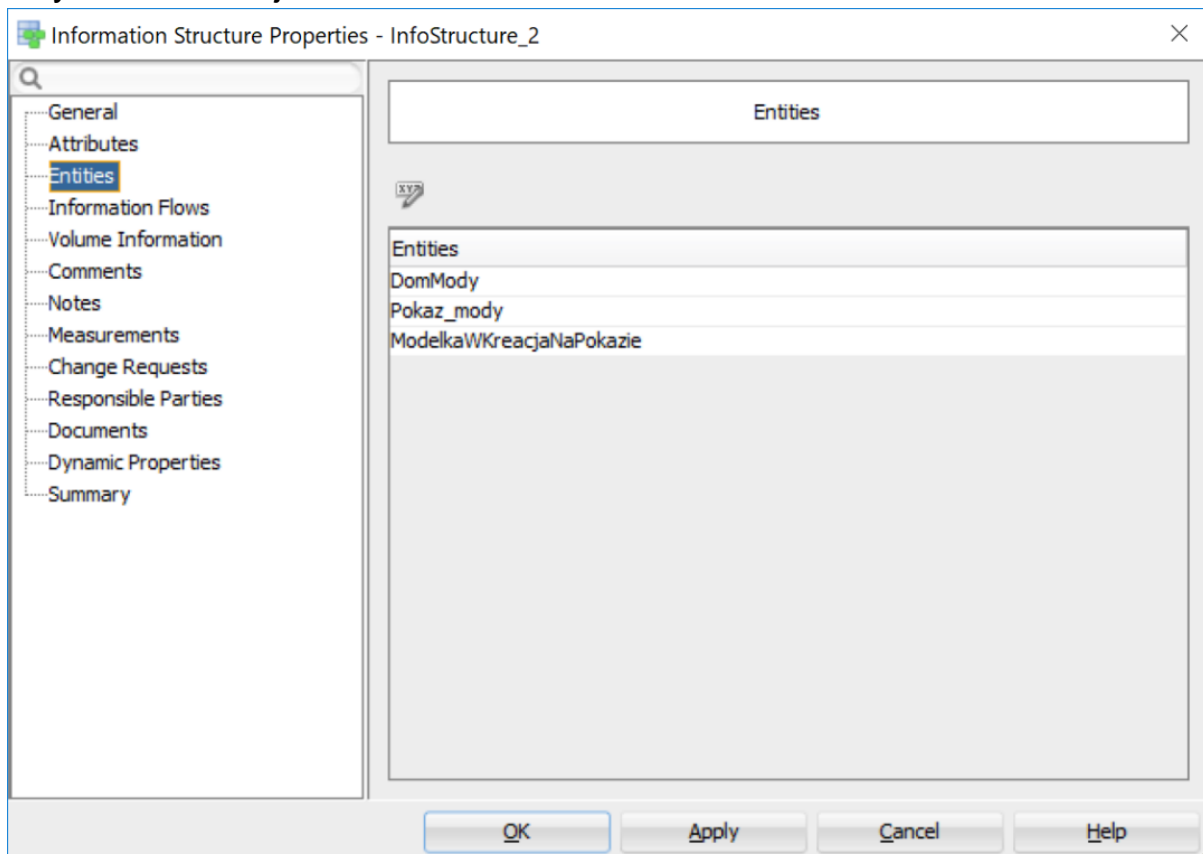 Information Structure Properties - InfoStructure_2
General
Attributes
Entities
Information Flows
Volume Information
Comments
Notes
Measurements
Change Requests
Responsible Parties
Documents
Dynamic Properties
Summary
Entities
XYZ
Entities
DomMody
Pokaz_mody
ModelkaWKreacjaNaPokazie
OK
Apply
Cancel
Help